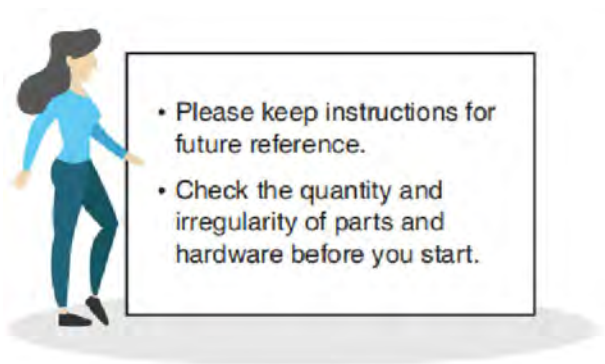 • Please keep instructions for
future reference.
• Check the quantity and
irregularity of parts and
hardware before you start.